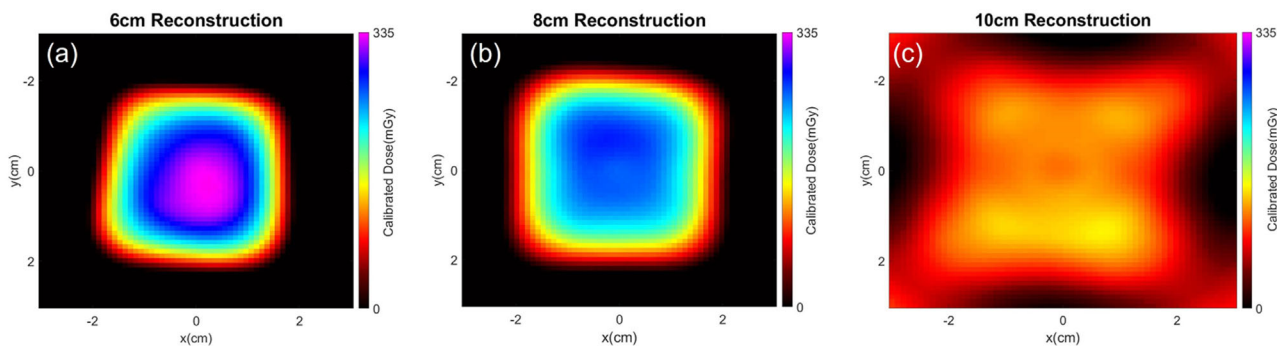 6cm Reconstruction
(a)
335
-2
0
2
y(cm)
-2
0
2
x(cm)
Calibrated Dose(mGy)
0
8cm Reconstruction
(b)
335
-2
0
2
y(cm)
-2
0
2
x(cm)
Calibrated Dose(mGy)
0
10cm Reconstruction
(c)
335
-2
0
2
y(cm)
-2
0
2
x(cm)
Calibrated Dose(mGy)
0